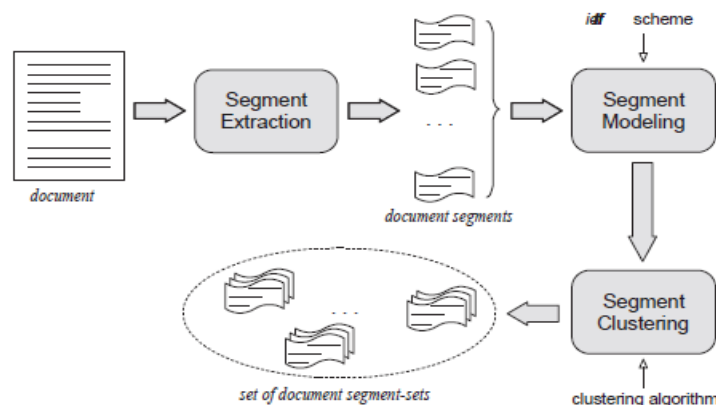 scheme
Segment
Extraction
Segment
Modeling
. . .
document
document segments
. . .
Segment
Clustering
set of document segment-sets
clustering algorithm